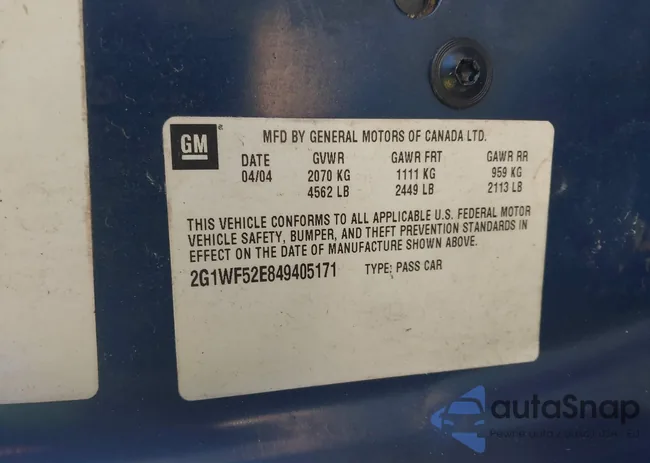 GM
MFD BY GENERAL MOTORS OF CANADA LTD.
DATE GVWR GAWR FRT GAWR RR
04/04 2070 KG 1111 KG 959 KG
4562 LB 2449 LB 2113 LB
THIS VEHICLE CONFORMS TO ALL APPLICABLE U.S. FEDERAL MOTOR
VEHICLE SAFETY, BUMPER, AND THEFT PREVENTION STANDARDS IN
EFFECT ON THE DATE OF MANUFACTURE SHOWN ABOVE.
2G1WF52E849405171 TYPE: PASS CAR
autaSnap